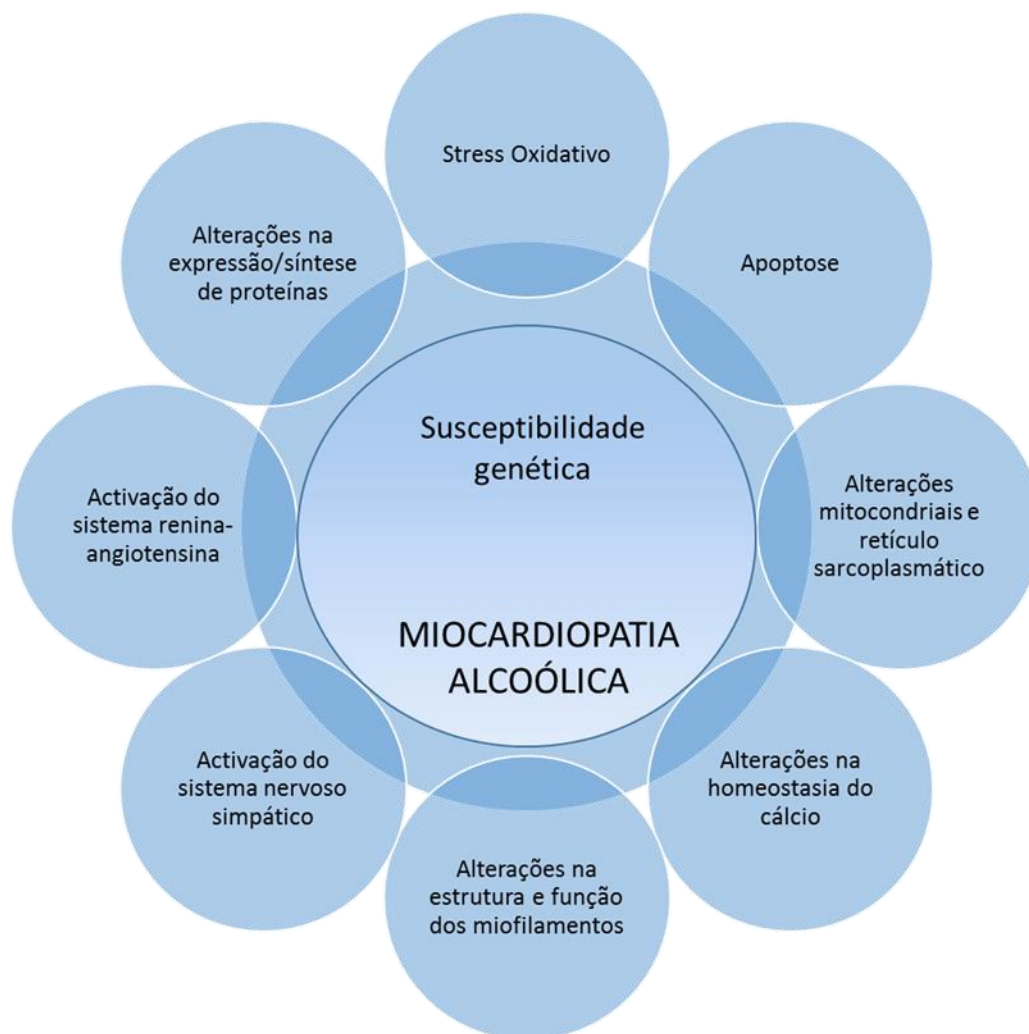 Stress Oxidativo
Apoptose
Alterações
mitocondriais e
retículo
sarcoplasmático
Alterações na
homeostasia do
cálcio
Alterações na
estrutura e função
dos miofilamentos
Activação do
sistema nervoso
simpático
Activação do
sistema renina-
angiotensina
Alterações na
expressão/síntese
de proteínas
Susceptibilidade
genética
MIOCARDIOPATIA
ALCOÓLICA